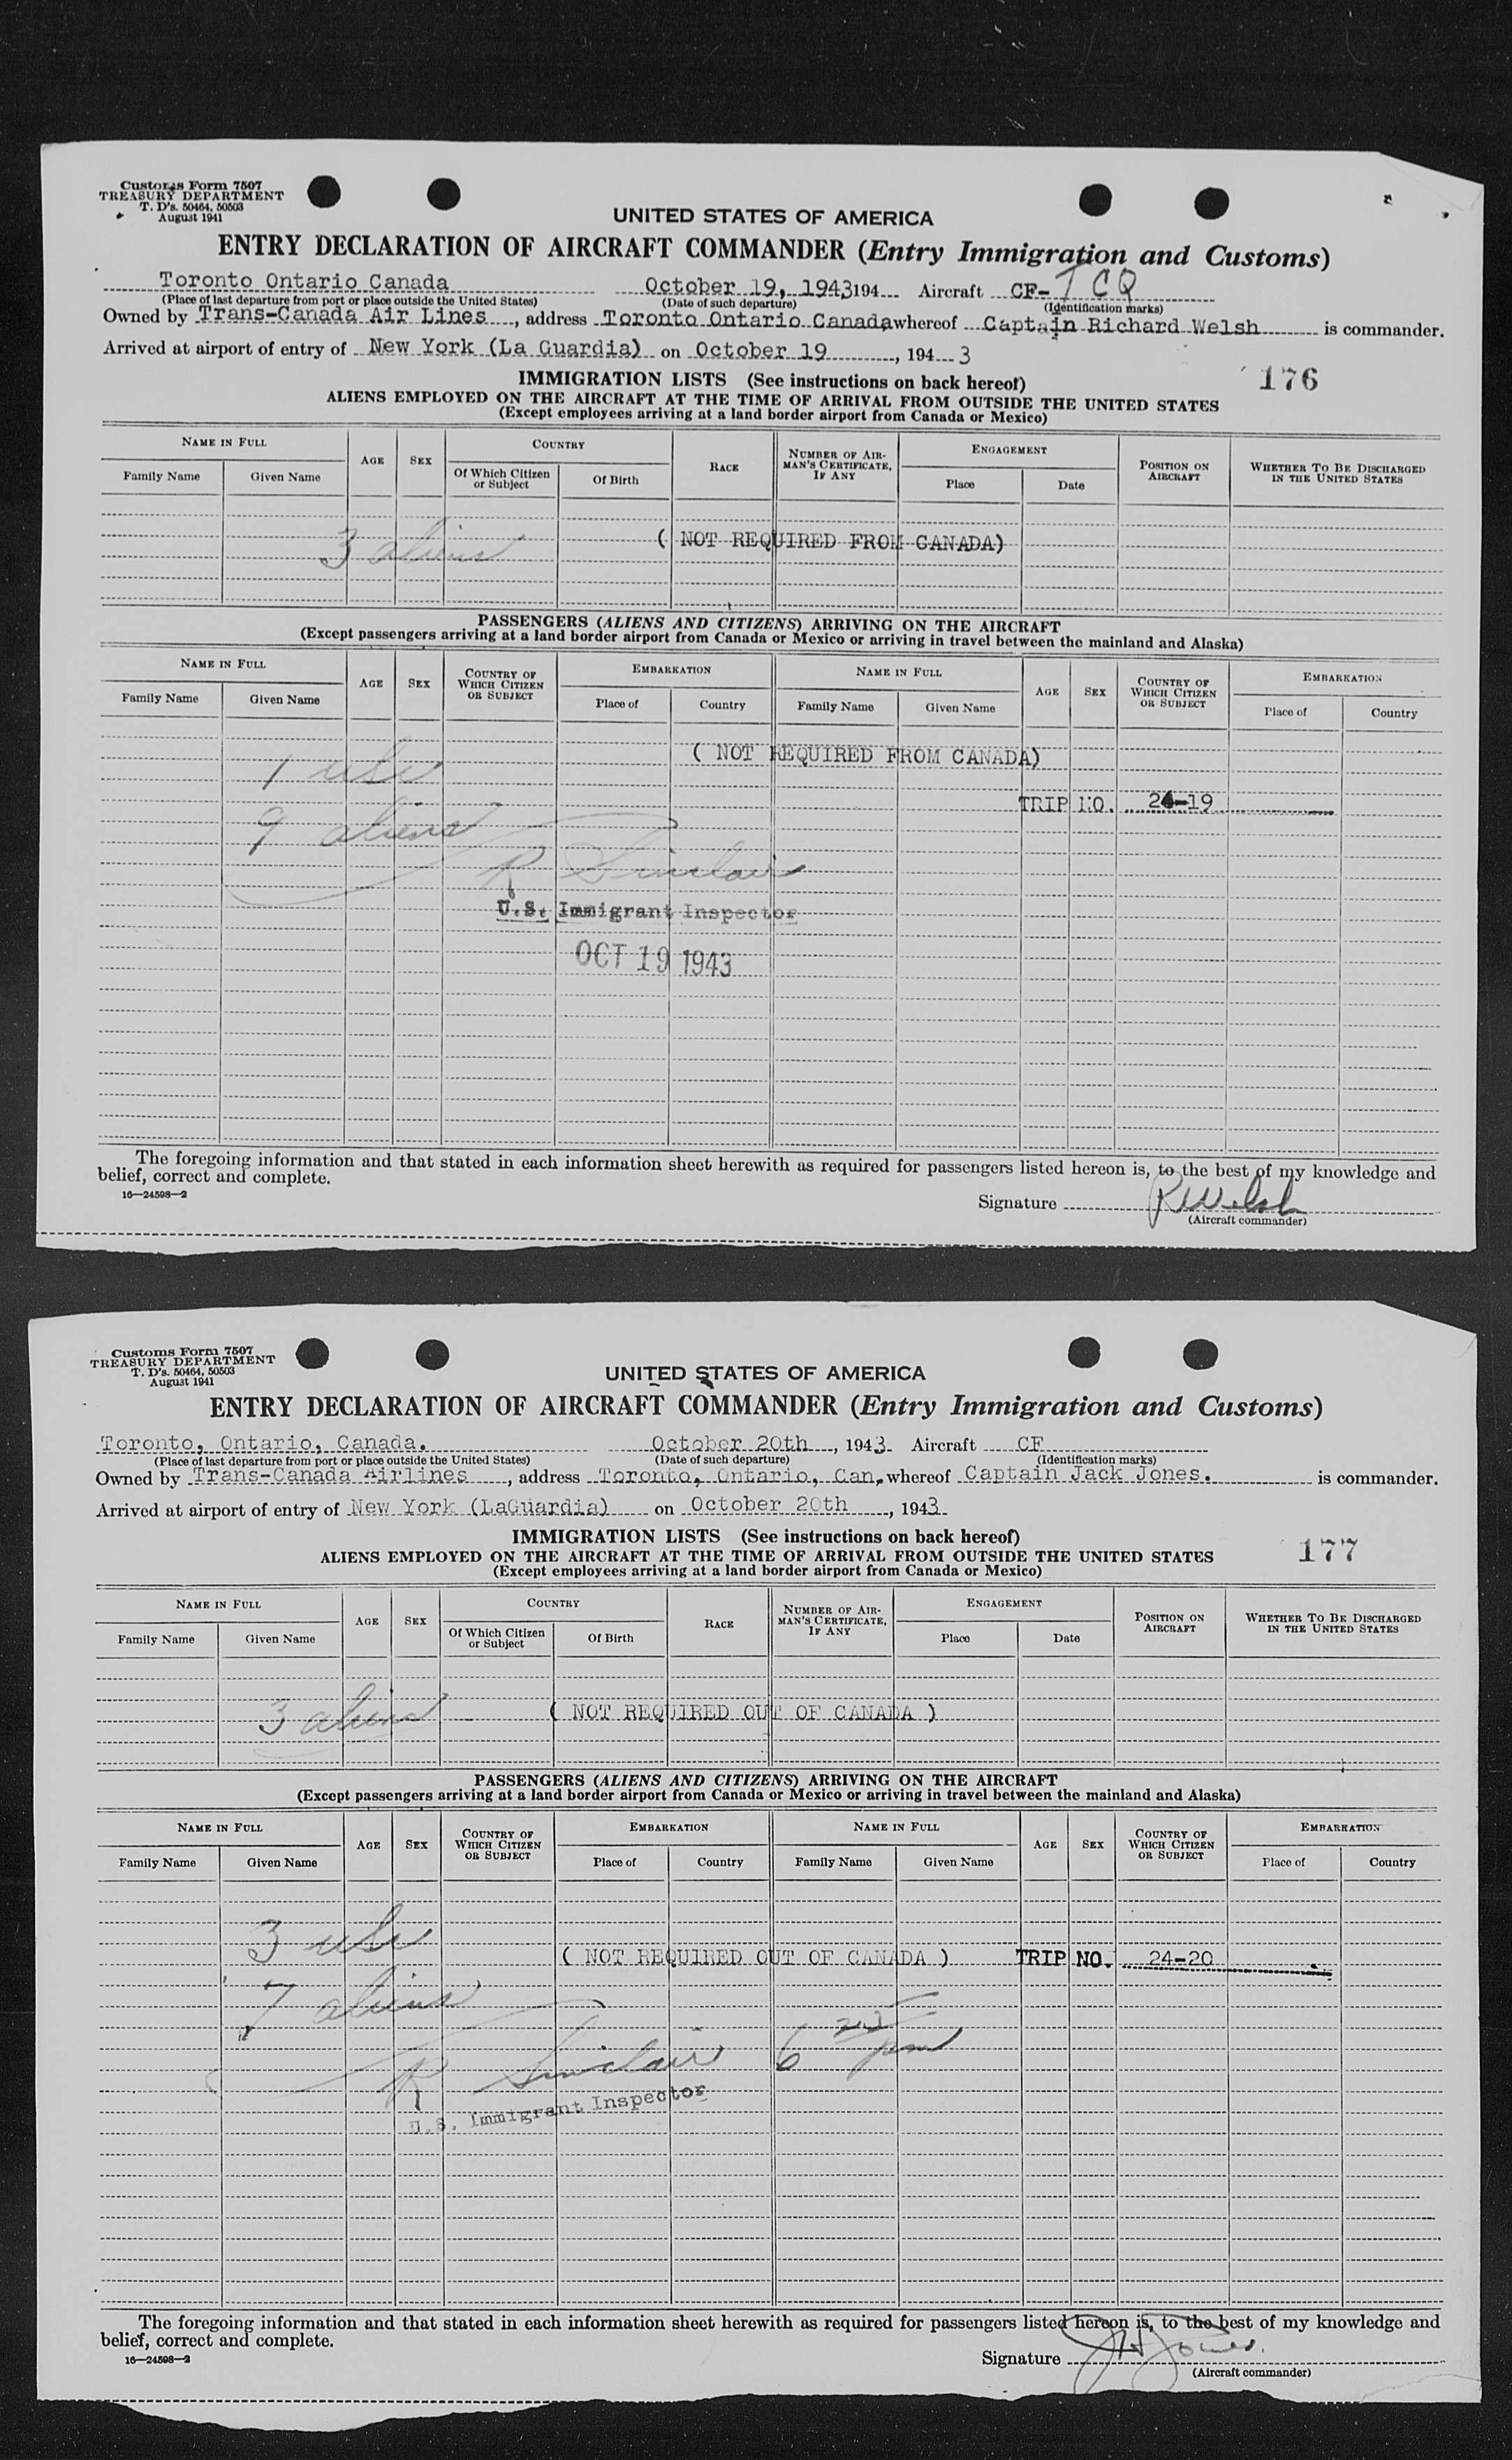 Customs Form 7507
TREASURY DEPARTMENT
T. D's. 50464, 50503
August 1941
UNITED STATES OF AMERICA
ENTRY DECLARATION OF AIRCRAFT COMMANDER (Entry Immigration and Customs)
Toronto Ontario Canada October 19, 1943 194 Aircraft CF-TCQ
(Place of last departure from port or place outside the United States) (Date of such departure) (Identification marks)
Owned by Trans-Canada Air Lines, address Toronto Ontario Canada whereof Captain Richard Welsh is commander.
Arrived at airport of entry of New York (La Guardia) on October 19, 194 3
IMMIGRATION LISTS (See instructions on back hereof) 176
ALIENS EMPLOYED ON THE AIRCRAFT AT THE TIME OF ARRIVAL FROM OUTSIDE THE UNITED STATES
(Except employees arriving at a land border airport from Canada or Mexico)
NAME IN FULL AGE SEX COUNTRY RACE NUMBER OF AIRMAN'S CERTIFICATE, IF ANY ENGAGEMENT POSITION ON AIRCRAFT WHETHER TO BE DISCHARGED IN THE UNITED STATES
Family Name Given Name Of Which Citizen or Subject Of Birth Place Date
3 aliens ( NOT REQUIRED FROM CANADA)
PASSENGERS (ALIENS AND CITIZENS) ARRIVING ON THE AIRCRAFT
(Except passengers arriving at a land border airport from Canada or Mexico or arriving in travel between the mainland and Alaska)
NAME IN FULL AGE SEX COUNTRY OF WHICH CITIZEN OR SUBJECT EMBARKATION NAME IN FULL AGE SEX COUNTRY OF WHICH CITIZEN OR SUBJECT EMBARKATION
Family Name Given Name Place of Country Family Name Given Name Place of Country
( NOT REQUIRED FROM CANADA)
1 usc
TRIP NO. 24-19
9 aliens
R Sinclair
U.S. Immigrant Inspector
OCT 19 1943
The foregoing information and that stated in each information sheet herewith as required for passengers listed hereon is, to the best of my knowledge and
belief, correct and complete.
16—24598—2
Signature R Welsh
(Aircraft commander)
Customs Form 7507
TREASURY DEPARTMENT
T. D's. 50464, 50503
August 1941
UNITED STATES OF AMERICA
ENTRY DECLARATION OF AIRCRAFT COMMANDER (Entry Immigration and Customs)
Toronto, Ontario, Canada. October 20th, 1943 Aircraft CF
(Place of last departure from port or place outside the United States) (Date of such departure) (Identification marks)
Owned by Trans-Canada Airlines, address Toronto, Ontario, Can, whereof Captain Jack Jones. is commander.
Arrived at airport of entry of New York (LaGuardia) on October 20th, 1943
IMMIGRATION LISTS (See instructions on back hereof) 177
ALIENS EMPLOYED ON THE AIRCRAFT AT THE TIME OF ARRIVAL FROM OUTSIDE THE UNITED STATES
(Except employees arriving at a land border airport from Canada or Mexico)
NAME IN FULL AGE SEX COUNTRY RACE NUMBER OF AIRMAN'S CERTIFICATE, IF ANY ENGAGEMENT POSITION ON AIRCRAFT WHETHER TO BE DISCHARGED IN THE UNITED STATES
Family Name Given Name Of Which Citizen or Subject Of Birth Place Date
3 aliens ( NOT REQUIRED OUT OF CANADA )
PASSENGERS (ALIENS AND CITIZENS) ARRIVING ON THE AIRCRAFT
(Except passengers arriving at a land border airport from Canada or Mexico or arriving in travel between the mainland and Alaska)
NAME IN FULL AGE SEX COUNTRY OF WHICH CITIZEN OR SUBJECT EMBARKATION NAME IN FULL AGE SEX COUNTRY OF WHICH CITIZEN OR SUBJECT EMBARKATION
Family Name Given Name Place of Country Family Name Given Name Place of Country
3 usc
( NOT REQUIRED OUT OF CANADA ) TRIP NO. 24-20
7 aliens
R Sinclair 6 pm
U.S. Immigrant Inspector
The foregoing information and that stated in each information sheet herewith as required for passengers listed hereon is, to the best of my knowledge and
belief, correct and complete.
16—24598—2
Signature J Jones.
(Aircraft commander)